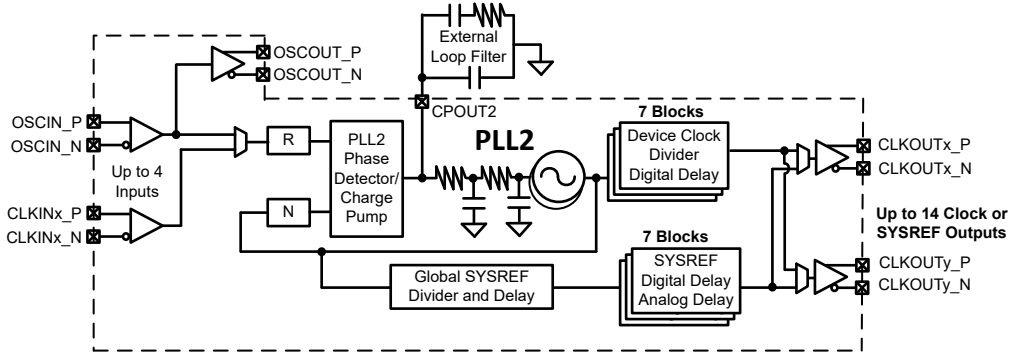 External
Loop Filter
OSCOUT_P
OSCOUT_N
CPOUT2
OSCIN_P
OSCIN_N
Up to 4
Inputs
CLKINx_P
CLKINx_N
R
N
PLL2
Phase
Detector/
Charge
Pump
PLL2
7 Blocks
Device Clock
Divider
Digital Delay
CLKOUTx_P
CLKOUTx_N
Up to 14 Clock or
SYSREF Outputs
Global SYSREF
Divider and Delay
7 Blocks
SYSREF
Digital Delay
Analog Delay
CLKOUTy_P
CLKOUTy_N